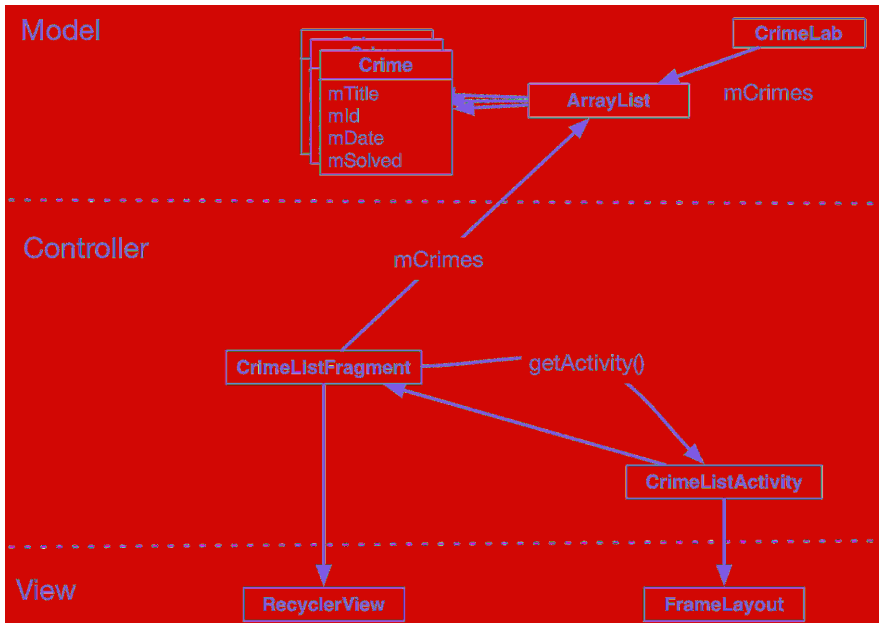 Model
CrimeLab
Crime
mTitle
mId
mDate
mSolved
ArrayList
mCrimes
Controller
mCrimes
CrimeListFragment
getActivity()
CrimeListActivity
View
RecyclerView
FrameLayout